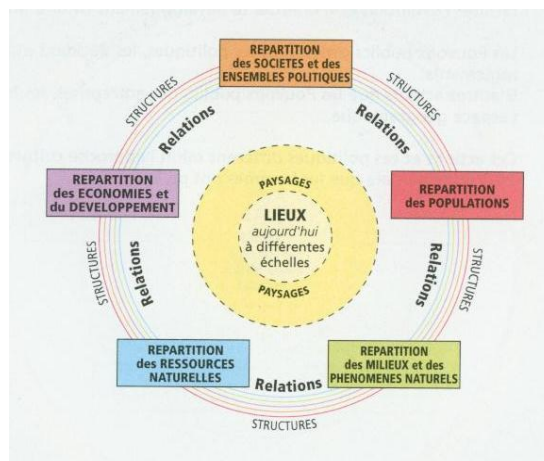 REPARTITION
des SOCIETES et des
ENSEMBLES POLITIQUES
STRUCTURES
STRUCTURES
Relations
Relations
REPARTITION
des ECONOMIES et
du DEVELOPPEMENT
PAYSAGES
LIEUX
aujourd'hui
à différentes
échelles
PAYSAGES
REPARTITION
des POPULATIONS
STRUCTURES
Relations
Relations
STRUCTURES
REPARTITION
des RESSOURCES
NATURELLES
Relations
REPARTITION
des MILIEUX et des
PHENOMENES NATURELS
STRUCTURES